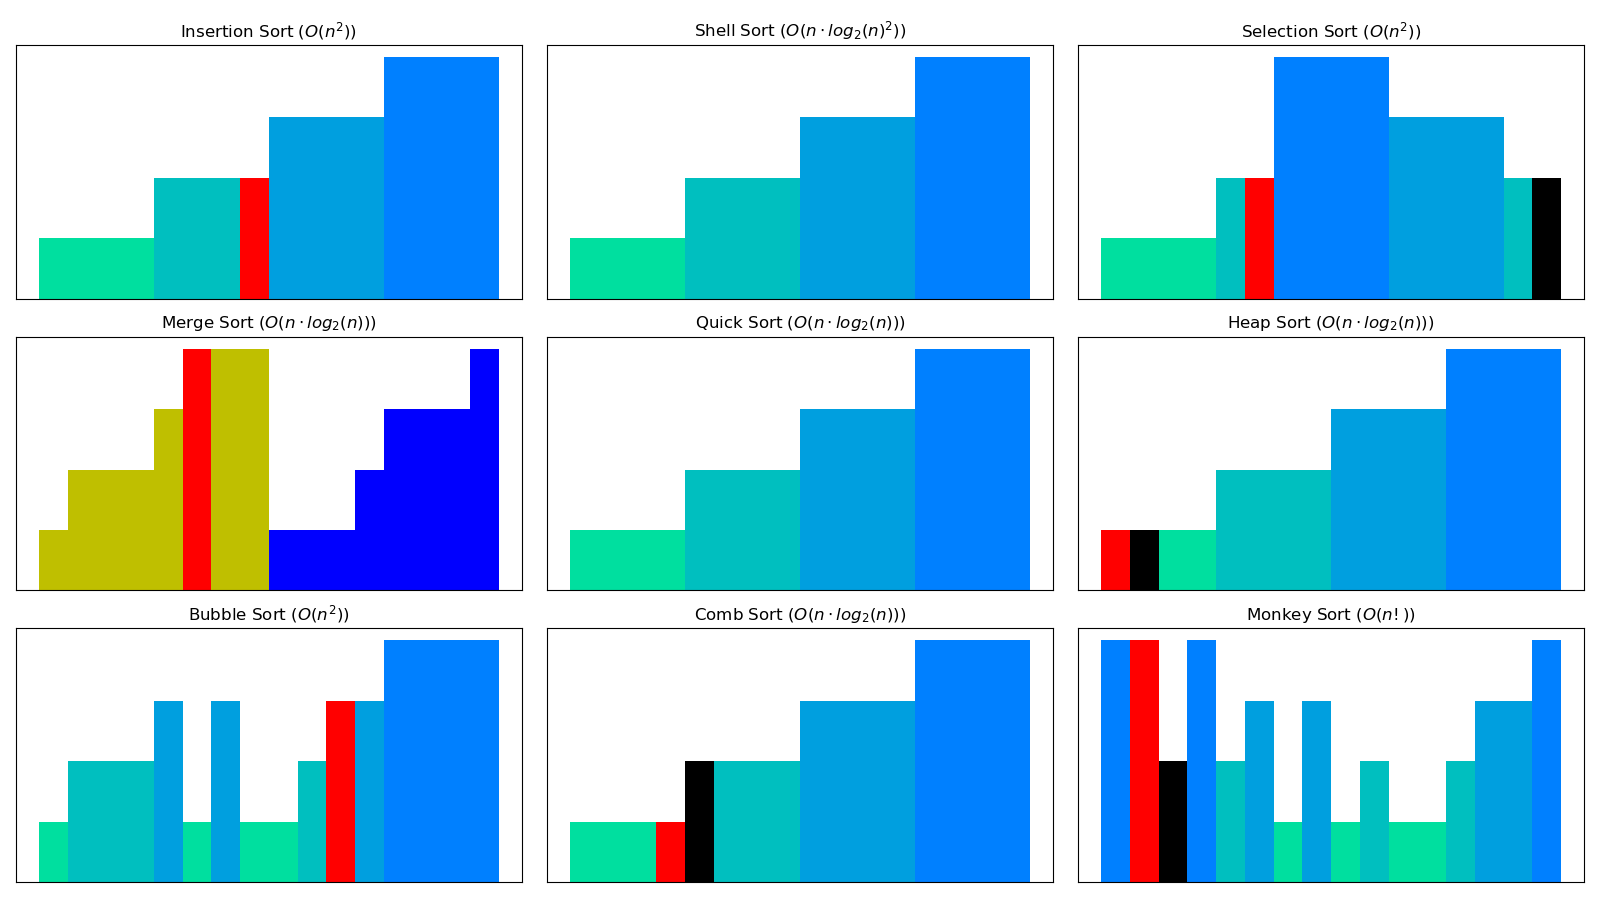 Insertion Sort (O(n²))
Shell Sort (O(n · log₂(n)²))
Selection Sort (O(n²))
Merge Sort (O(n · log₂(n)))
Quick Sort (O(n · log₂(n)))
Heap Sort (O(n · log₂(n)))
Bubble Sort (O(n²))
Comb Sort (O(n · log₂(n)))
Monkey Sort (O(n!))